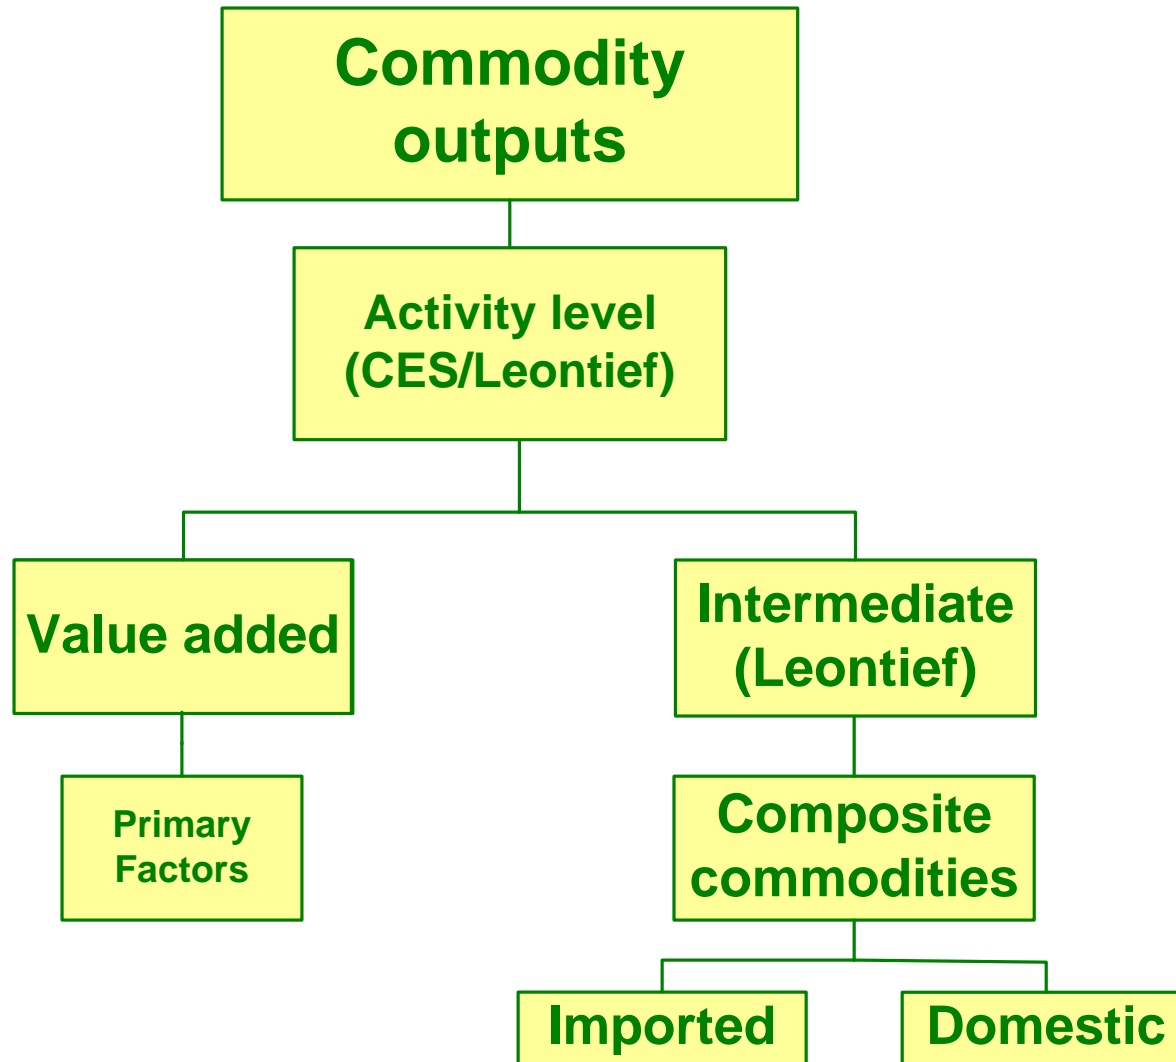 Commodity
outputs
Activity level
(CES/Leontief)
Value added
Intermediate
(Leontief)
Primary
Factors
Composite
commodities
Imported
Domestic